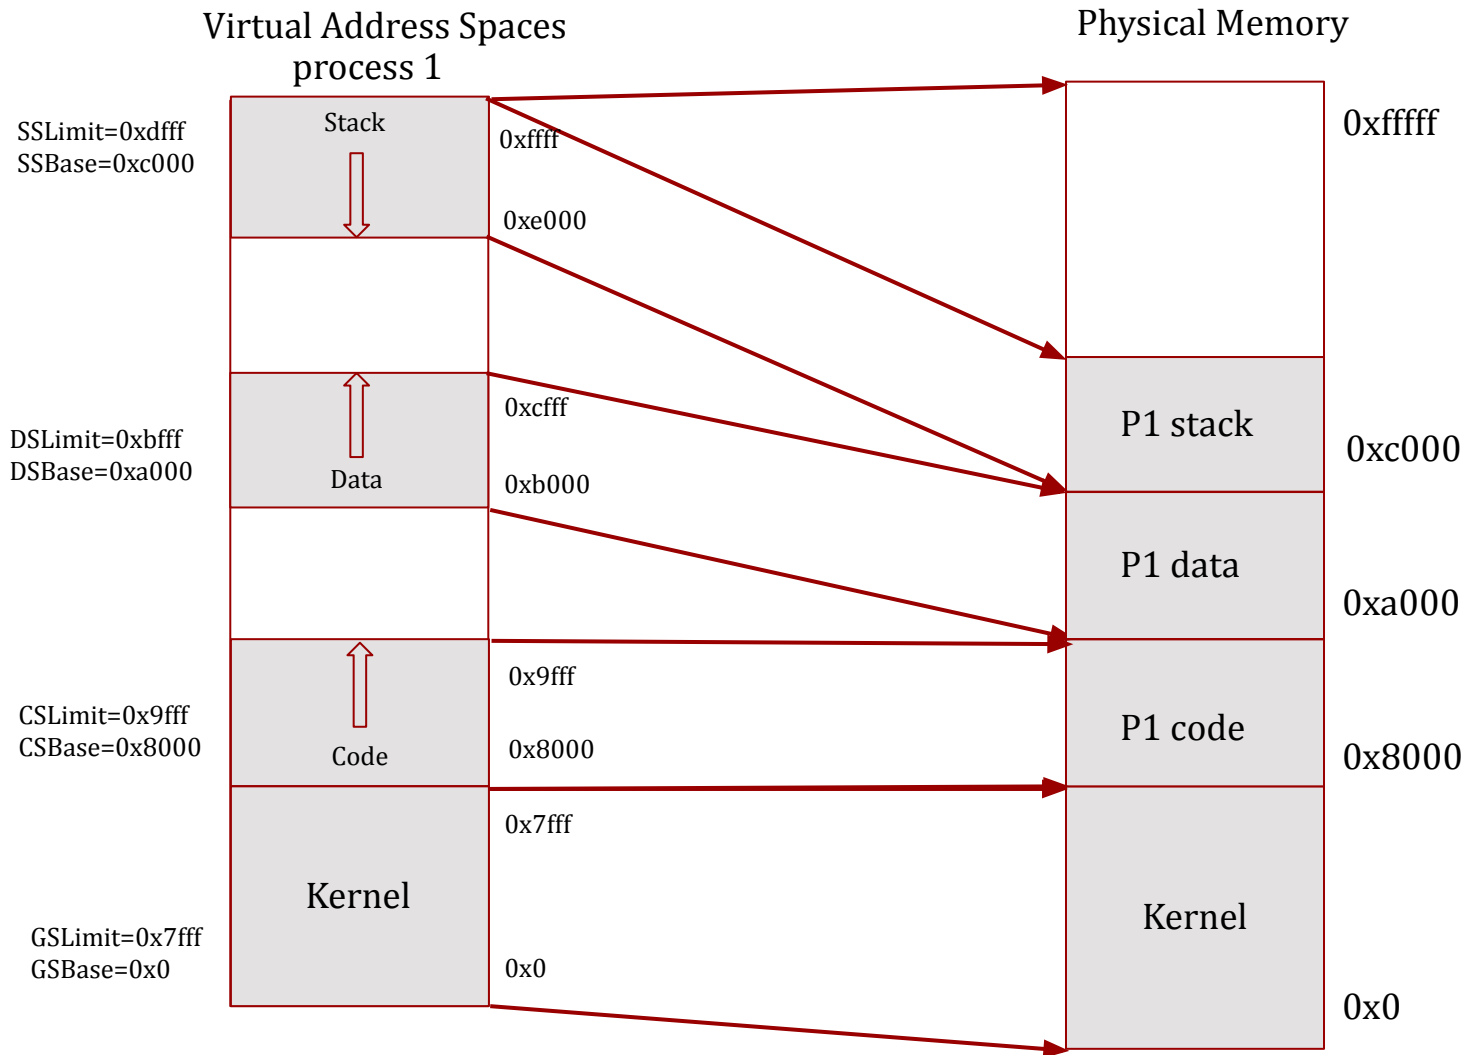 Virtual Address Spaces
process 1
Physical Memory
SSLimit=0xdfff
SSBase=0xc000
Stack
0xffff
0xe000
0xfffff
DSLimit=0xbfff
DSBase=0xa000
Data
0xcfff
0xb000
P1 stack
0xc000
P1 data
0xa000
CSLimit=0x9fff
CSBase=0x8000
Code
0x9fff
0x8000
P1 code
0x8000
Kernel
0x7fff
GSLimit=0x7fff
GSBase=0x0
0x0
Kernel
0x0